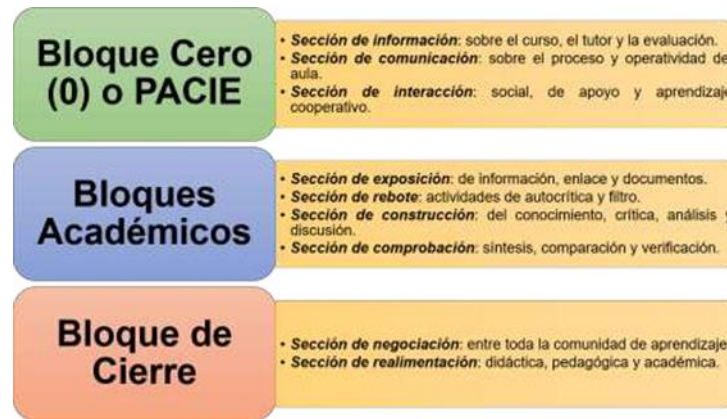 Bloque Cero
(0) o PACIE
• Sección de información: sobre el curso, el tutor y la evaluación.
• Sección de comunicación: sobre el proceso y operatividad de
aula.
• Sección de interacción: social, de apoyo y aprendizaje
cooperativo.
Bloques
Académicos
• Sección de exposición: de información, enlace y documentos.
• Sección de rebote: actividades de autocrítica y filtro.
• Sección de construcción: del conocimiento, crítica, análisis y
discusión.
• Sección de comprobación: síntesis, comparación y verificación.
Bloque de
Cierre
• Sección de negociación: entre toda la comunidad de aprendizaje
• Sección de realimentación: didáctica, pedagógica y académica.